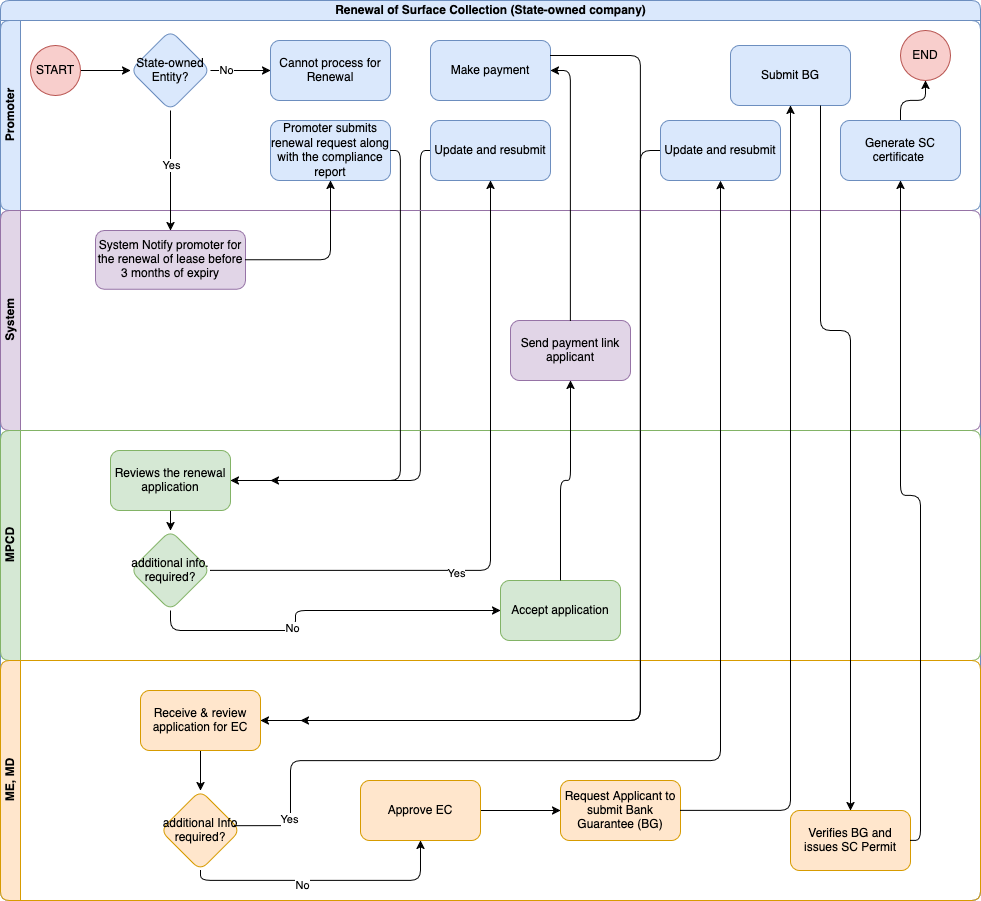 Renewal of Surface Collection (State-owned company)
Promoter
START
State-owned
Entity?
No
Cannot process for
Renewal
Make payment
Submit BG
END
Yes
Promoter submits
renewal request along
with the compliance
report
Update and resubmit
Update and resubmit
Generate SC
certificate
System
System Notify promoter for
the renewal of lease before
3 months of expiry
Send payment link
applicant
MPCD
Reviews the renewal
application
additional info.
required?
Yes
No
Accept application
ME, MD
Receive & review
application for EC
additional Info
required?
Yes
No
Approve EC
Request Applicant to
submit Bank
Guarantee (BG)
Verifies BG and
issues SC Permit